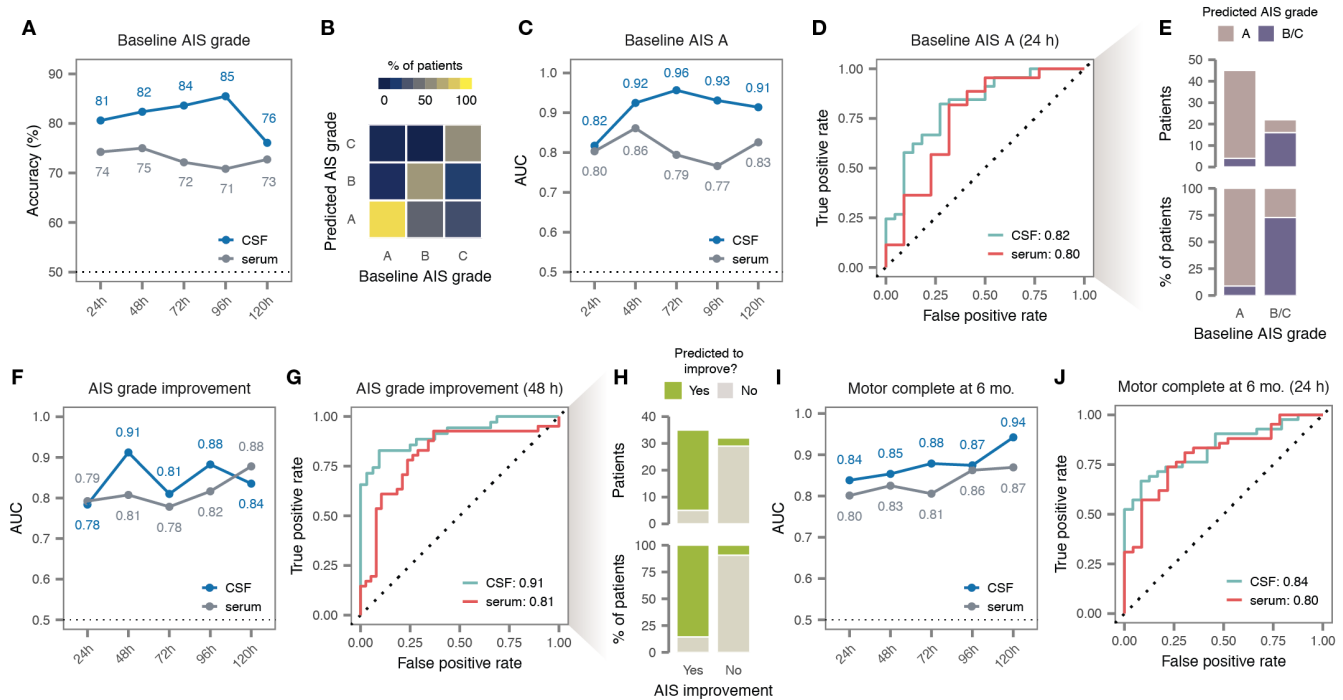 A
Baseline AIS grade
Accuracy (%)
90
80
70
60
50
81
82
84
85
76
74
75
72
71
73
CSF
serum
24h
48h
72h
96h
120h
B
% of patients
0
50
100
Predicted AIS grade
C
B
A
A
B
C
Baseline AIS grade
C
Baseline AIS A
AUC
1.0
0.9
0.8
0.7
0.6
0.5
0.82
0.92
0.96
0.93
0.91
0.80
0.86
0.79
0.77
0.83
CSF
serum
24h
48h
72h
96h
120h
D
Baseline AIS A (24 h)
True positive rate
1.00
0.75
0.50
0.25
0.00
CSF: 0.82
serum: 0.80
0.00
0.25
0.50
0.75
1.00
False positive rate
E
Predicted AIS grade
A
B/C
Patients
50
40
30
20
10
0
% of patients
100
75
50
25
0
A
B/C
Baseline AIS grade
F
AIS grade improvement
AUC
1.0
0.9
0.8
0.7
0.6
0.5
0.79
0.91
0.81
0.88
0.88
0.78
0.81
0.78
0.82
0.84
CSF
serum
24h
48h
72h
96h
120h
G
AIS grade improvement (48 h)
True positive rate
1.00
0.75
0.50
0.25
0.00
CSF: 0.91
serum: 0.81
0.00
0.25
0.50
0.75
1.00
False positive rate
H
Predicted to
improve?
Yes
No
Patients
40
30
20
10
0
% of patients
100
75
50
25
0
Yes
No
AIS improvement
I
Motor complete at 6 mo.
AUC
1.0
0.9
0.8
0.7
0.6
0.5
0.84
0.85
0.88
0.87
0.94
0.80
0.83
0.81
0.86
0.87
CSF
serum
24h
48h
72h
96h
120h
J
Motor complete at 6 mo. (24 h)
True positive rate
1.00
0.75
0.50
0.25
0.00
CSF: 0.84
serum: 0.80
0.00
0.25
0.50
0.75
1.00
False positive rate